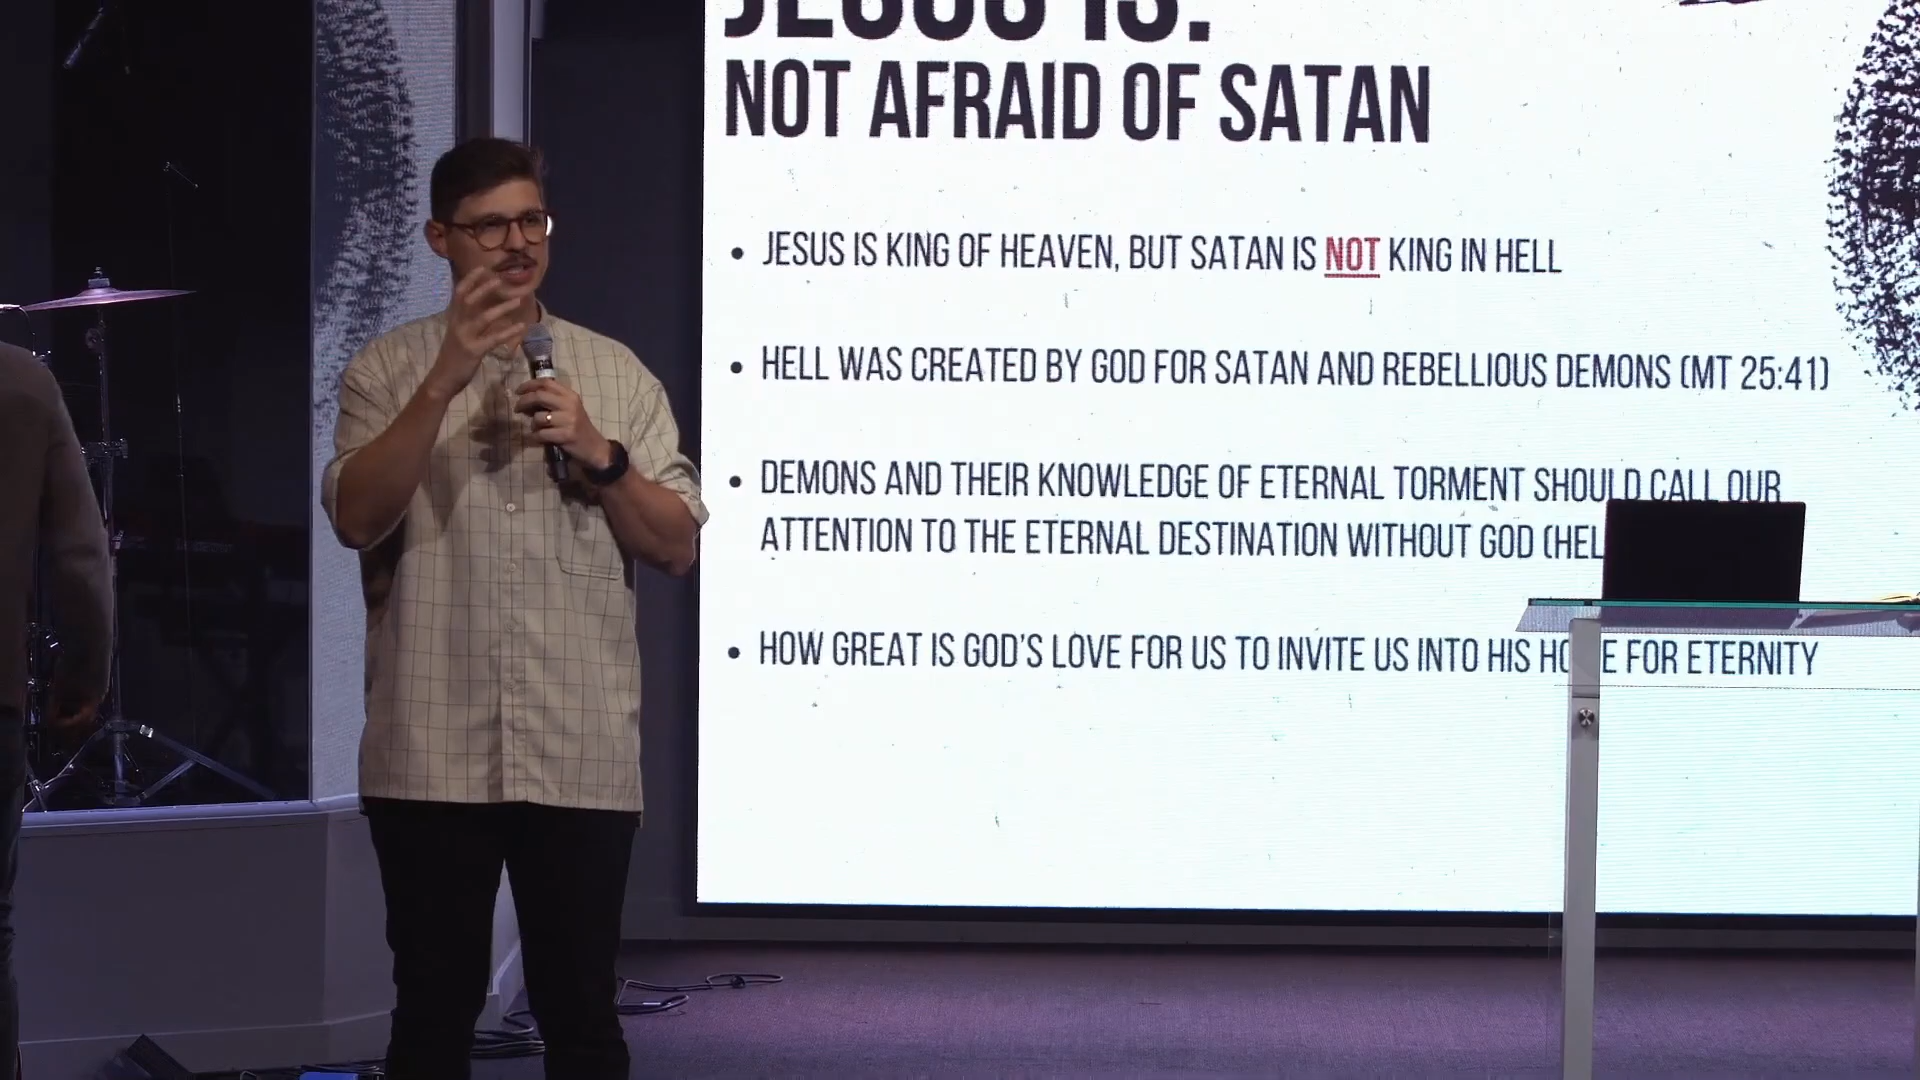 JESUS IS:
NOT AFRAID OF SATAN
• JESUS IS KING OF HEAVEN, BUT SATAN IS NOT KING IN HELL
• HELL WAS CREATED BY GOD FOR SATAN AND REBELLIOUS DEMONS (MT 25:41)
• DEMONS AND THEIR KNOWLEDGE OF ETERNAL TORMENT SHOULD CALL OUR
ATTENTION TO THE ETERNAL DESTINATION WITHOUT GOD
• HOW GREAT IS GOD'S LOVE FOR US TO INVITE US INTO HIS HOME FOR ETERNITY